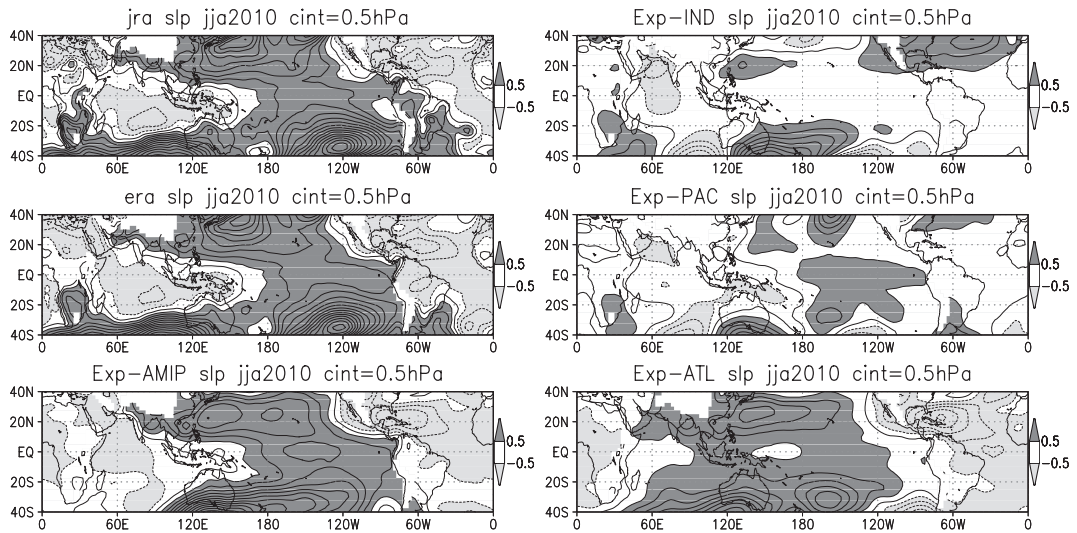 jra slp jja2010 cint=0.5hPa
40N
20N
EQ
20S
40S
0 60E 120E 180 120W 60W 0
0.5
−0.5
Exp−IND slp jja2010 cint=0.5hPa
40N
20N
EQ
20S
40S
0 60E 120E 180 120W 60W 0
0.5
−0.5
era slp jja2010 cint=0.5hPa
40N
20N
EQ
20S
40S
0 60E 120E 180 120W 60W 0
0.5
−0.5
Exp−PAC slp jja2010 cint=0.5hPa
40N
20N
EQ
20S
40S
0 60E 120E 180 120W 60W 0
0.5
−0.5
Exp−AMIP slp jja2010 cint=0.5hPa
40N
20N
EQ
20S
40S
0 60E 120E 180 120W 60W 0
0.5
−0.5
Exp−ATL slp jja2010 cint=0.5hPa
40N
20N
EQ
20S
40S
0 60E 120E 180 120W 60W 0
0.5
−0.5